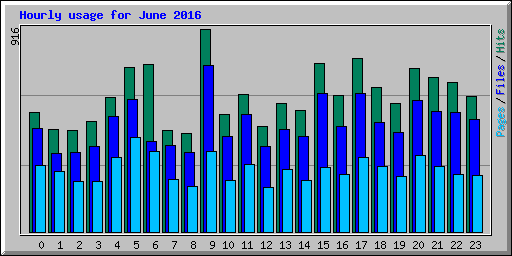 Hourly usage for June 2016
916
Pages / Files / Hits
0 1 2 3 4 5 6 7 8 9 10 11 12 13 14 15 16 17 18 19 20 21 22 23